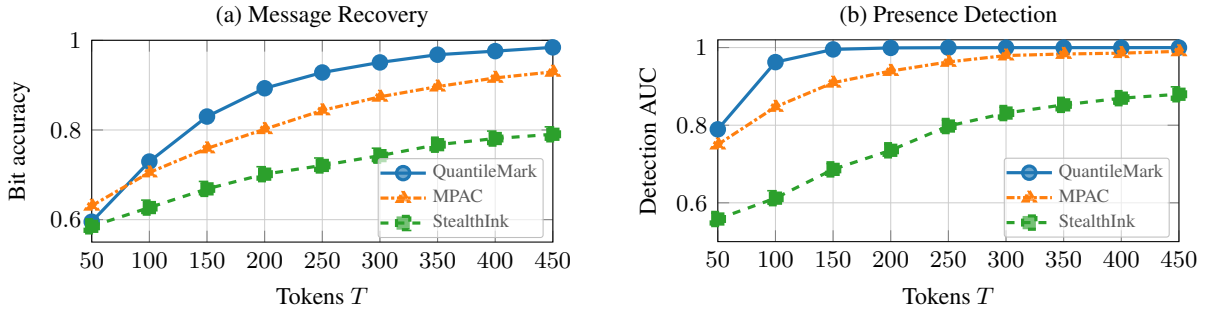 (a) Message Recovery
1
0.8
0.6
Bit accuracy
50 100 150 200 250 300 350 400 450
Tokens T
QuantileMark
MPAC
StealthInk
(b) Presence Detection
1
0.8
0.6
Detection AUC
50 100 150 200 250 300 350 400 450
Tokens T
QuantileMark
MPAC
StealthInk